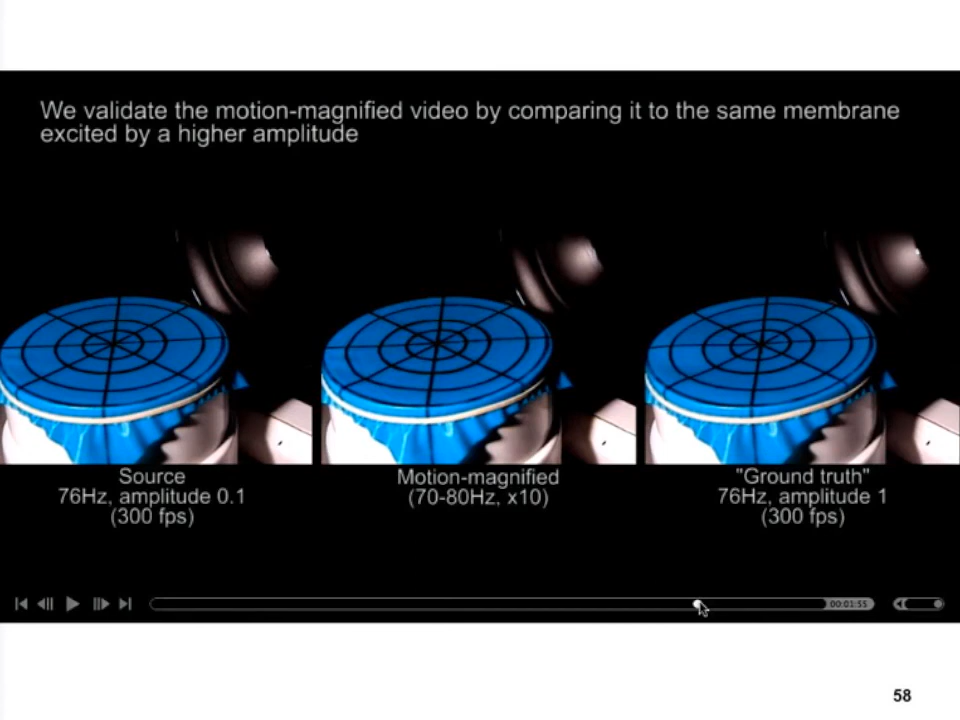 We validate the motion-magnified video by comparing it to the same membrane
excited by a higher amplitude
Source
76Hz, amplitude 0.1
(300 fps)
Motion-magnified
(70-80Hz, x10)
"Ground truth"
76Hz, amplitude 1
(300 fps)
00:01:55
58